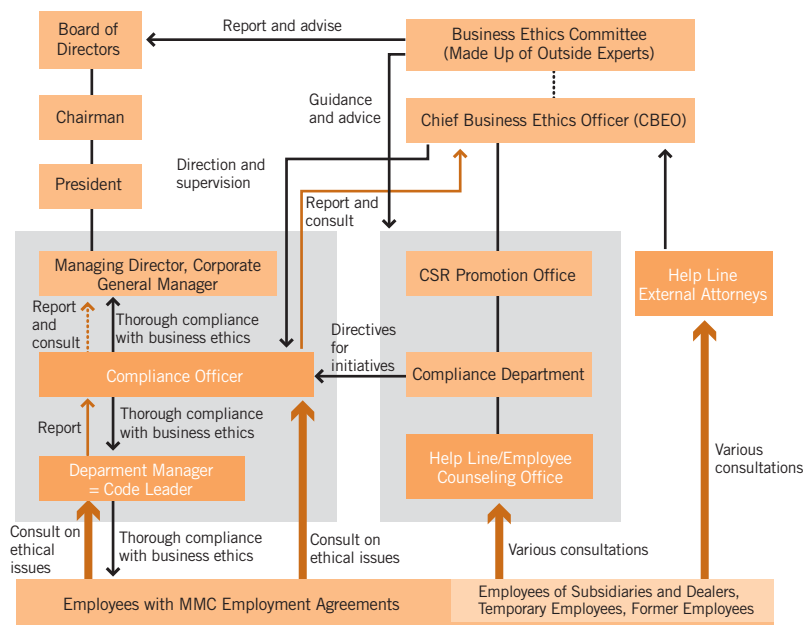 Board of
Directors
Report and advise
Business Ethics Committee
(Made Up of Outside Experts)
Chairman
Guidance
and advice
Chief Business Ethics Officer (CBEO)
President
Direction and
supervision
Report and
consult
Managing Director, Corporate
General Manager
CSR Promotion Office
Help Line
External Attorneys
Report
and
consult
Thorough compliance
with business ethics
Directives
for
initiatives
Compliance Officer
Compliance Department
Report
Thorough compliance
with business ethics
Department Manager
= Code Leader
Help Line/Employee
Counseling Office
Various
consultations
Consult on
ethical
issues
Thorough compliance
with business ethics
Consult on
ethical issues
Various consultations
Employees with MMC Employment Agreements
Employees of Subsidiaries and Dealers,
Temporary Employees, Former Employees